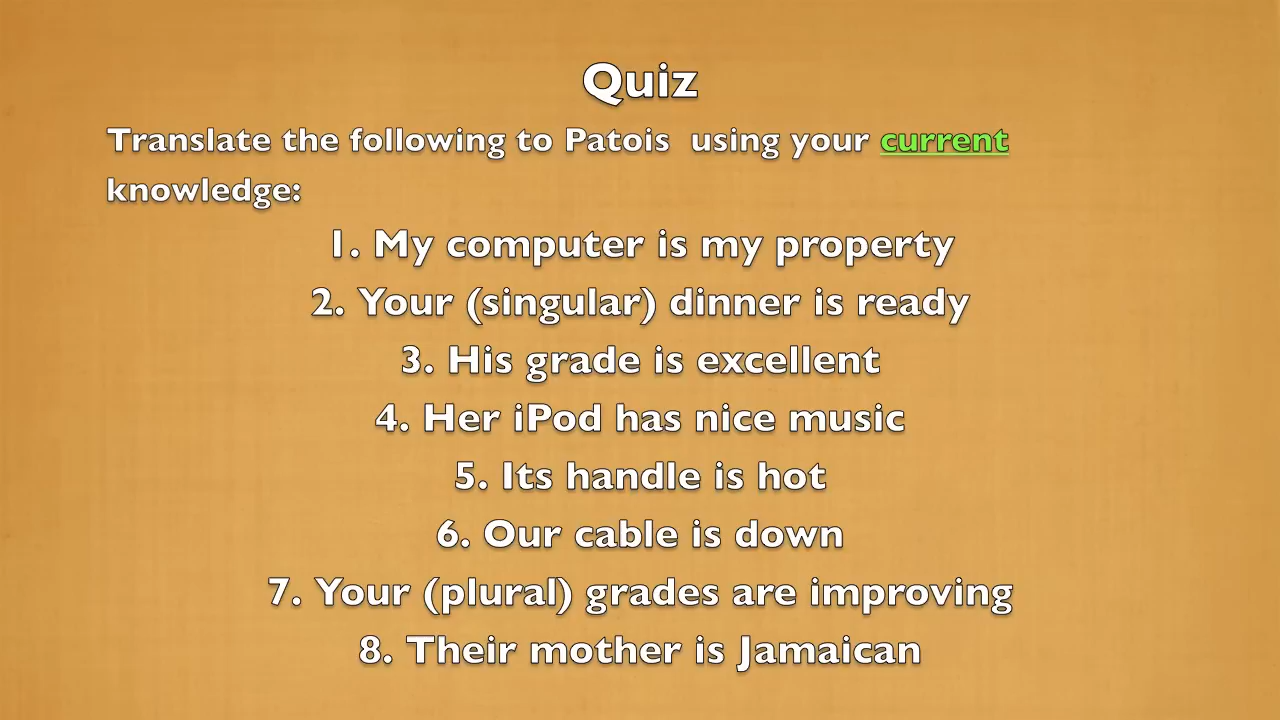 Quiz
Translate the following to Patois  using your current
knowledge:
1. My computer is my property
2. Your (singular) dinner is ready
3. His grade is excellent
4. Her iPod has nice music
5. Its handle is hot
6. Our cable is down
7. Your (plural) grades are improving
8. Their mother is Jamaican